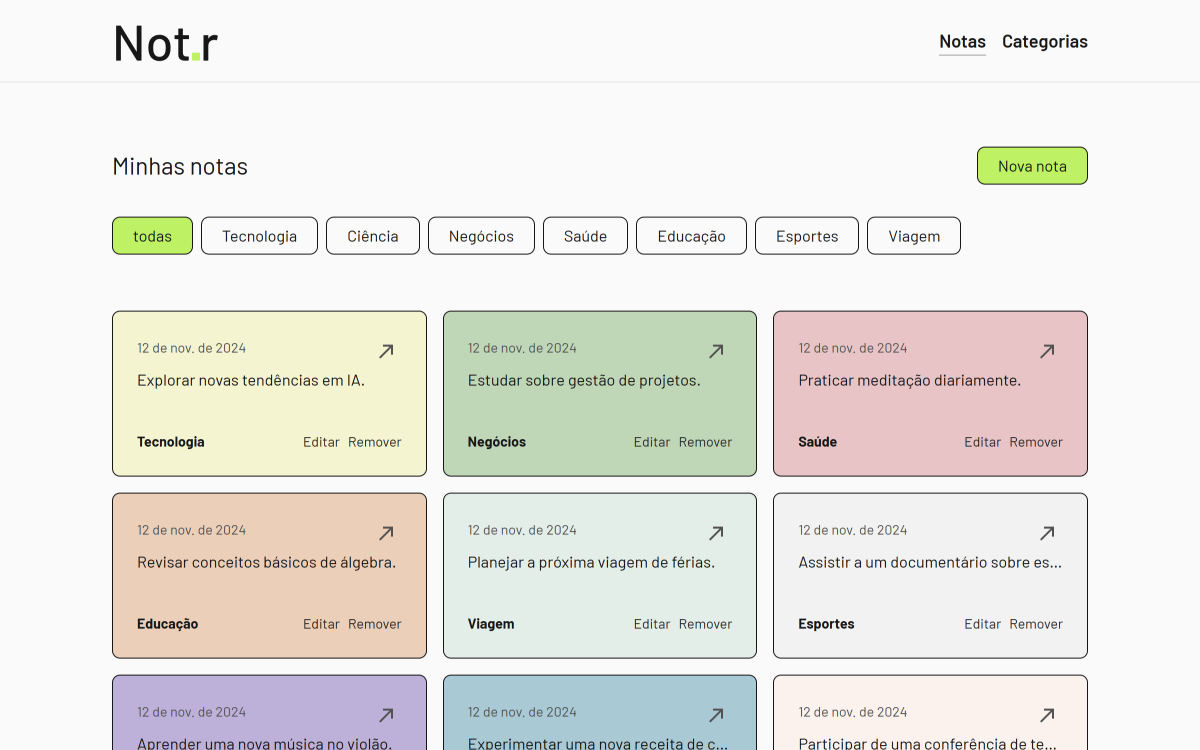 Not.r
Notas Categorias
Minhas notas
Nova nota
todas Tecnologia Ciência Negócios Saúde Educação Esportes Viagem
12 de nov. de 2024
Explorar novas tendências em IA.
Tecnologia Editar Remover
12 de nov. de 2024
Estudar sobre gestão de projetos.
Negócios Editar Remover
12 de nov. de 2024
Praticar meditação diariamente.
Saúde Editar Remover
12 de nov. de 2024
Revisar conceitos básicos de álgebra.
Educação Editar Remover
12 de nov. de 2024
Planejar a próxima viagem de férias.
Viagem Editar Remover
12 de nov. de 2024
Assistir a um documentário sobre es...
Esportes Editar Remover
12 de nov. de 2024
Aprender uma nova música no violão.
12 de nov. de 2024
Experimentar uma nova receita de c...
12 de nov. de 2024
Participar de uma conferência de te...